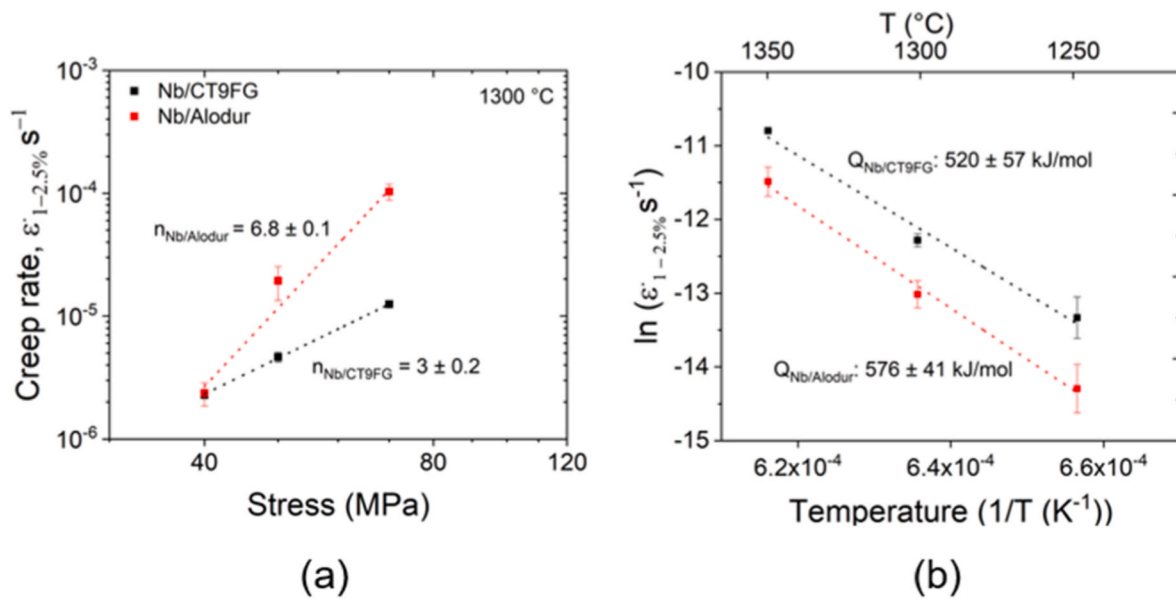 10⁻³
10⁻⁴
10⁻⁵
10⁻⁶
Creep rate, ε̇₁₋₂.₅% s⁻¹
Nb/CT9FG
Nb/Alodur
1300 °C
n_Nb/Alodur = 6.8 ± 0.1
n_Nb/CT9FG = 3 ± 0.2
40 80 120
Stress (MPa)
(a)
T (°C)
1350 1300 1250
-10
-11
-12
-13
-14
-15
ln (ε̇₁₋₂.₅% s⁻¹)
Q_Nb/CT9FG: 520 ± 57 kJ/mol
Q_Nb/Alodur: 576 ± 41 kJ/mol
6.2x10⁻⁴ 6.4x10⁻⁴ 6.6x10⁻⁴
Temperature (1/T (K⁻¹))
(b)